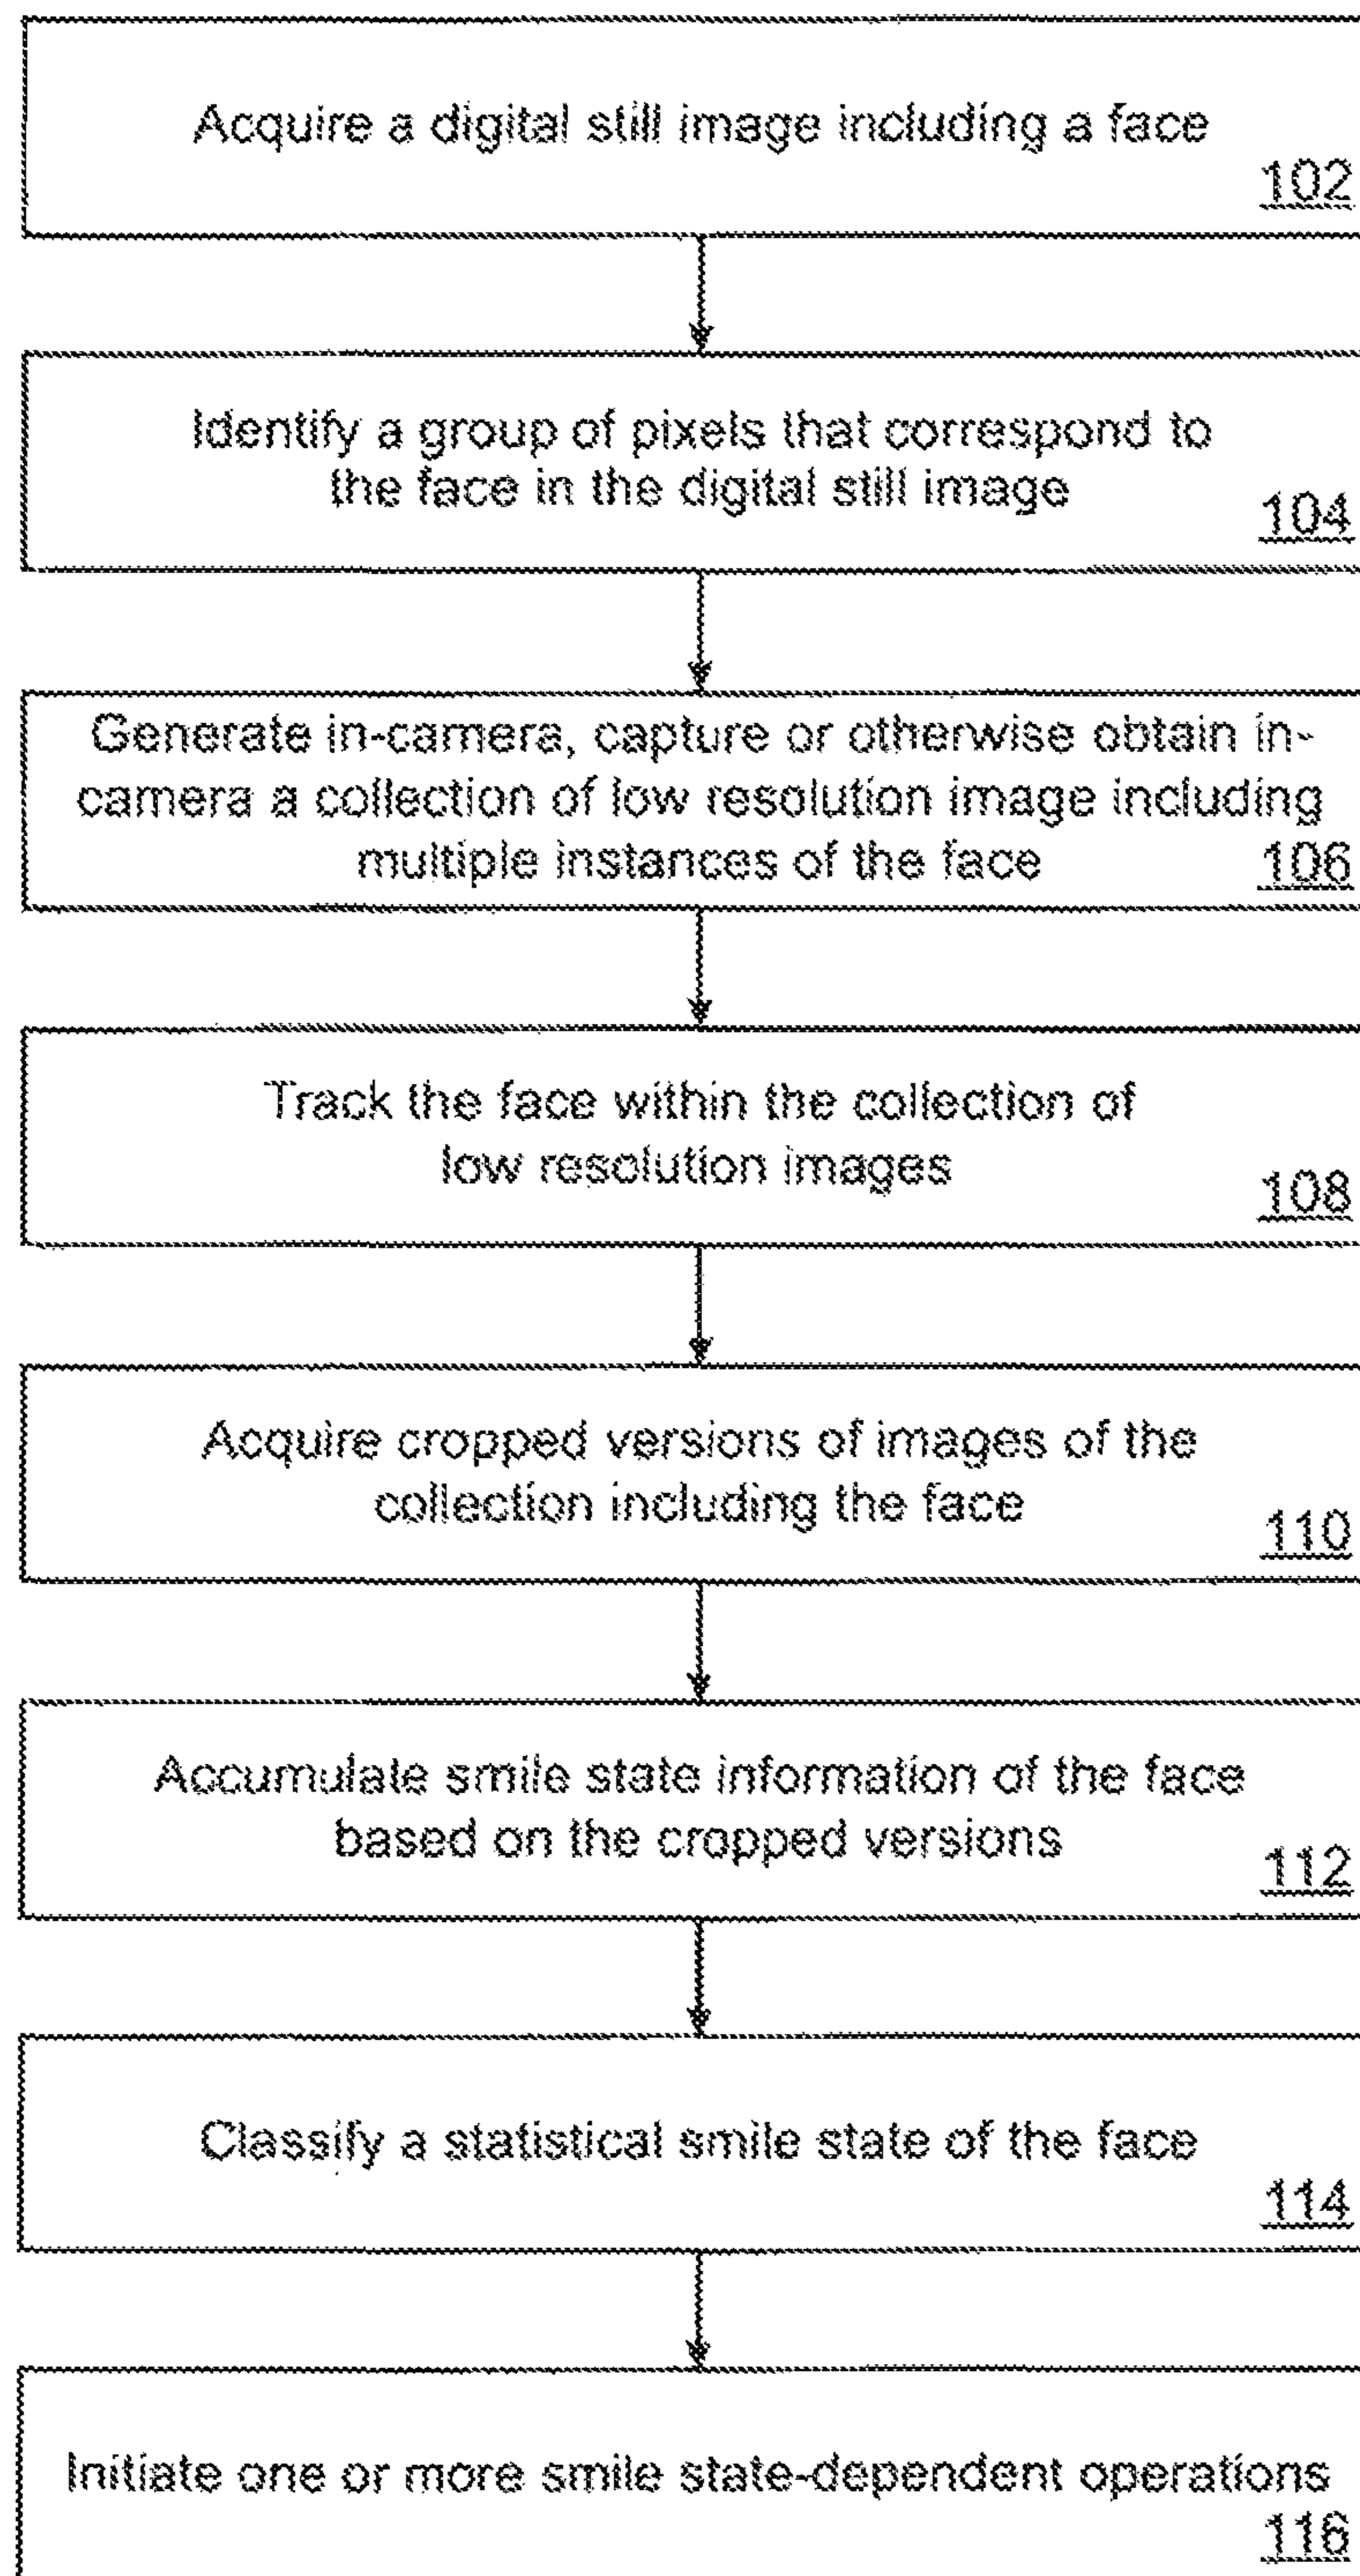 Acquire a digital still image including a face
102
Identify a group of pixels that correspond to
the face in the digital still image
104
Generate in-camera, capture or otherwise obtain in-
camera a collection of low resolution image including
multiple instances of the face
106
Track the face within the collection of
low resolution images
108
Acquire cropped versions of images of the
collection including the face
110
Accumulate smile state information of the face
based on the cropped versions
112
Classify a statistical smile state of the face
114
Initiate one or more smile state-dependent operations
116